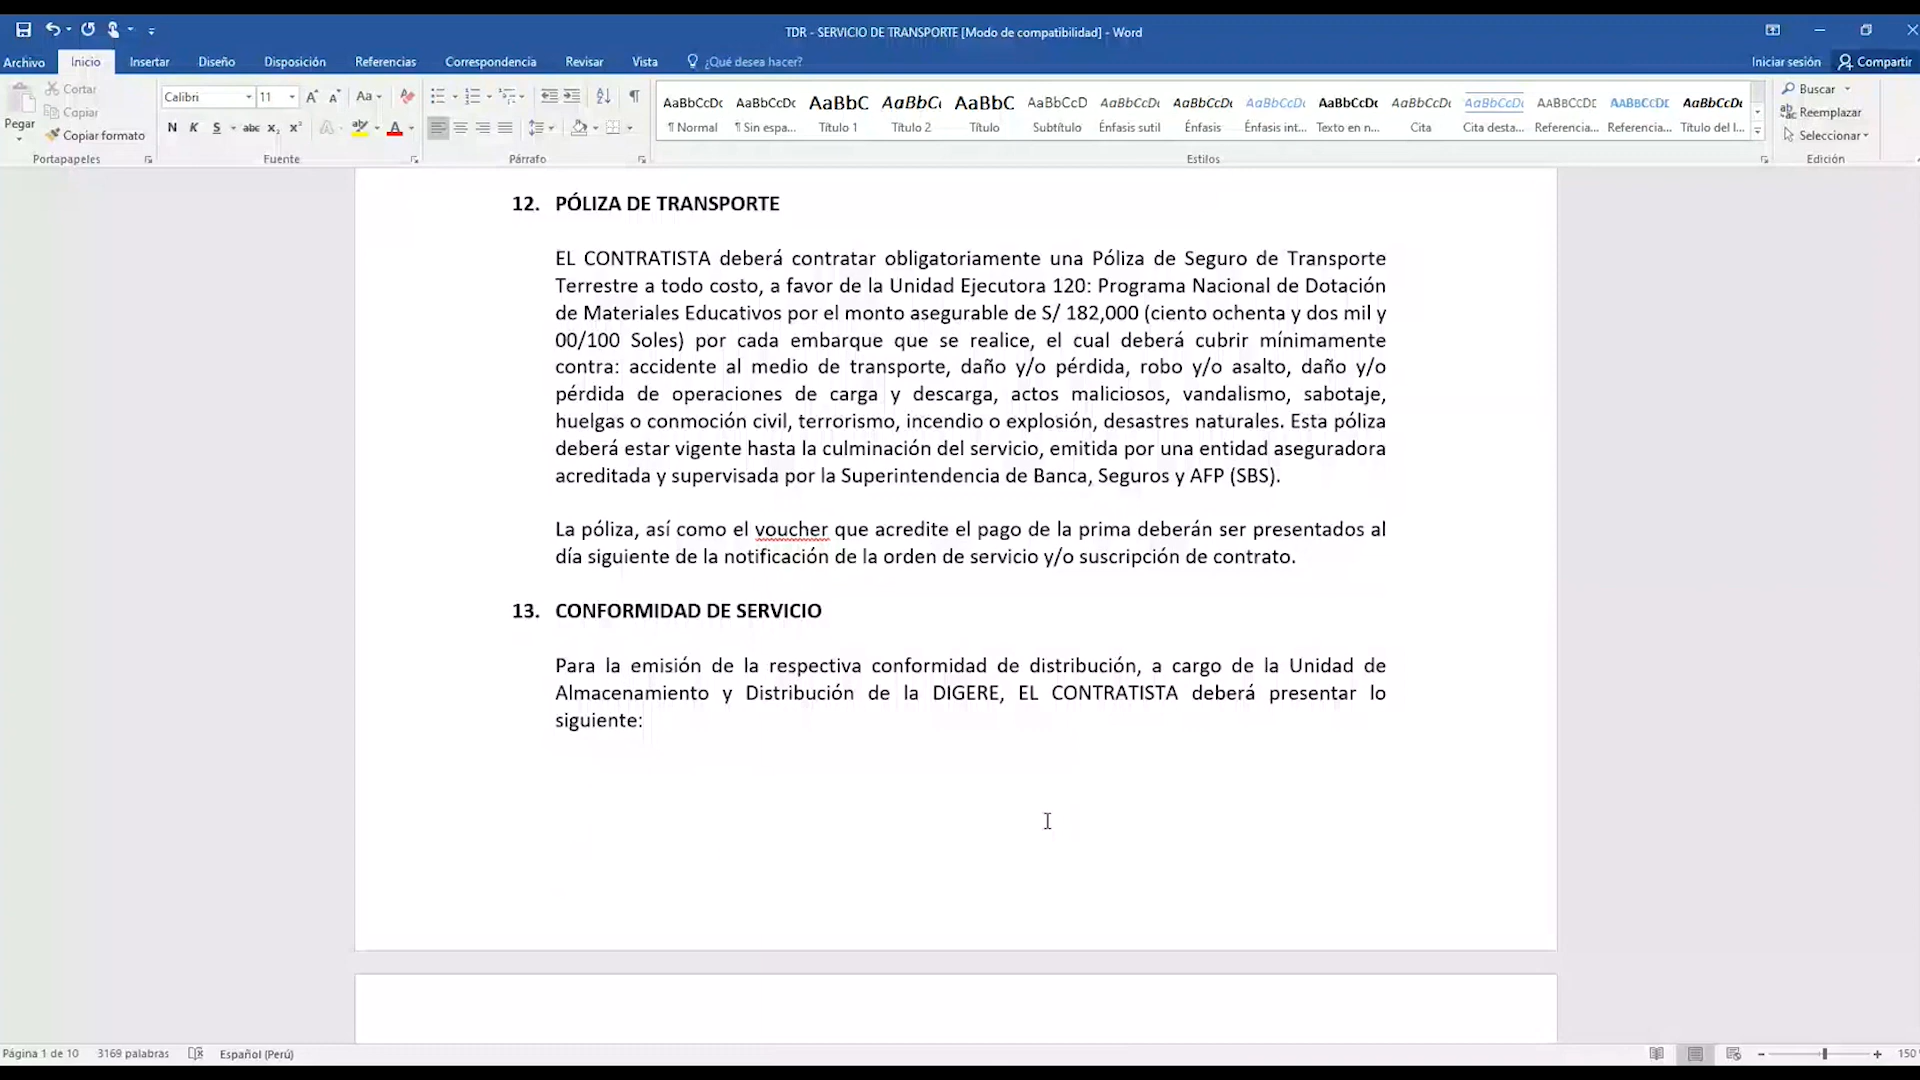 TDR - SERVICIO DE TRANSPORTE [Modo de compatibilidad] - Word
Archivo Inicio Insertar Diseño Disposición Referencias Correspondencia Revisar Vista ¿Qué desea hacer? Iniciar sesión Compartir
Pegar
Cortar
Copiar
Copiar formato
Portapapeles
Calibri 11
N K S abc x₂ x²
Fuente
Párrafo
AaBbCcDc AaBbCcDc AaBbC AaBbCc AaBbC AaBbCcD AaBbCcDc AaBbCcDc AaBbCcDc AaBbCcDc AaBbCcDc AaBbCcDc AABBCCDE AABBCCDE AaBbCcDc
¶ Normal ¶ Sin espa... Título 1 Título 2 Título Subtítulo Énfasis sutil Énfasis Énfasis int... Texto en n... Cita Cita desta... Referencia... Referencia... Título del l...
Estilos
Buscar
Reemplazar
Seleccionar
Edición
12. PÓLIZA DE TRANSPORTE
EL CONTRATISTA deberá contratar obligatoriamente una Póliza de Seguro de Transporte
Terrestre a todo costo, a favor de la Unidad Ejecutora 120: Programa Nacional de Dotación
de Materiales Educativos por el monto asegurable de S/ 182,000 (ciento ochenta y dos mil y
00/100 Soles) por cada embarque que se realice, el cual deberá cubrir mínimamente
contra: accidente al medio de transporte, daño y/o pérdida, robo y/o asalto, daño y/o
pérdida de operaciones de carga y descarga, actos maliciosos, vandalismo, sabotaje,
huelgas o conmoción civil, terrorismo, incendio o explosión, desastres naturales. Esta póliza
deberá estar vigente hasta la culminación del servicio, emitida por una entidad aseguradora
acreditada y supervisada por la Superintendencia de Banca, Seguros y AFP (SBS).
La póliza, así como el voucher que acredite el pago de la prima deberán ser presentados al
día siguiente de la notificación de la orden de servicio y/o suscripción de contrato.
13. CONFORMIDAD DE SERVICIO
Para la emisión de la respectiva conformidad de distribución, a cargo de la Unidad de
Almacenamiento y Distribución de la DIGERE, EL CONTRATISTA deberá presentar lo
siguiente:
Página 1 de 10 3169 palabras Español (Perú) 150